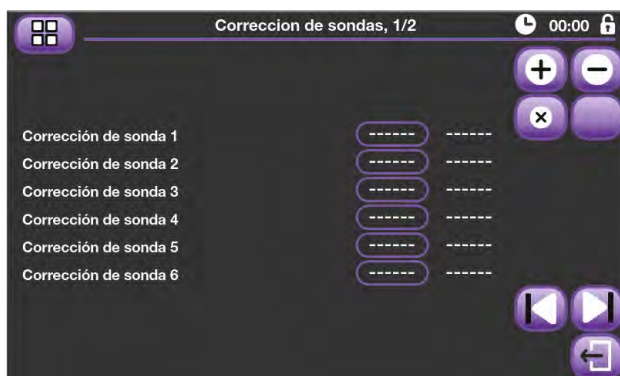 Correccion de sondas, 1/2
00:00
Corrección de sonda 1 ------ ------
Corrección de sonda 2 ------ ------
Corrección de sonda 3 ------ ------
Corrección de sonda 4 ------ ------
Corrección de sonda 5 ------ ------
Corrección de sonda 6 ------ ------